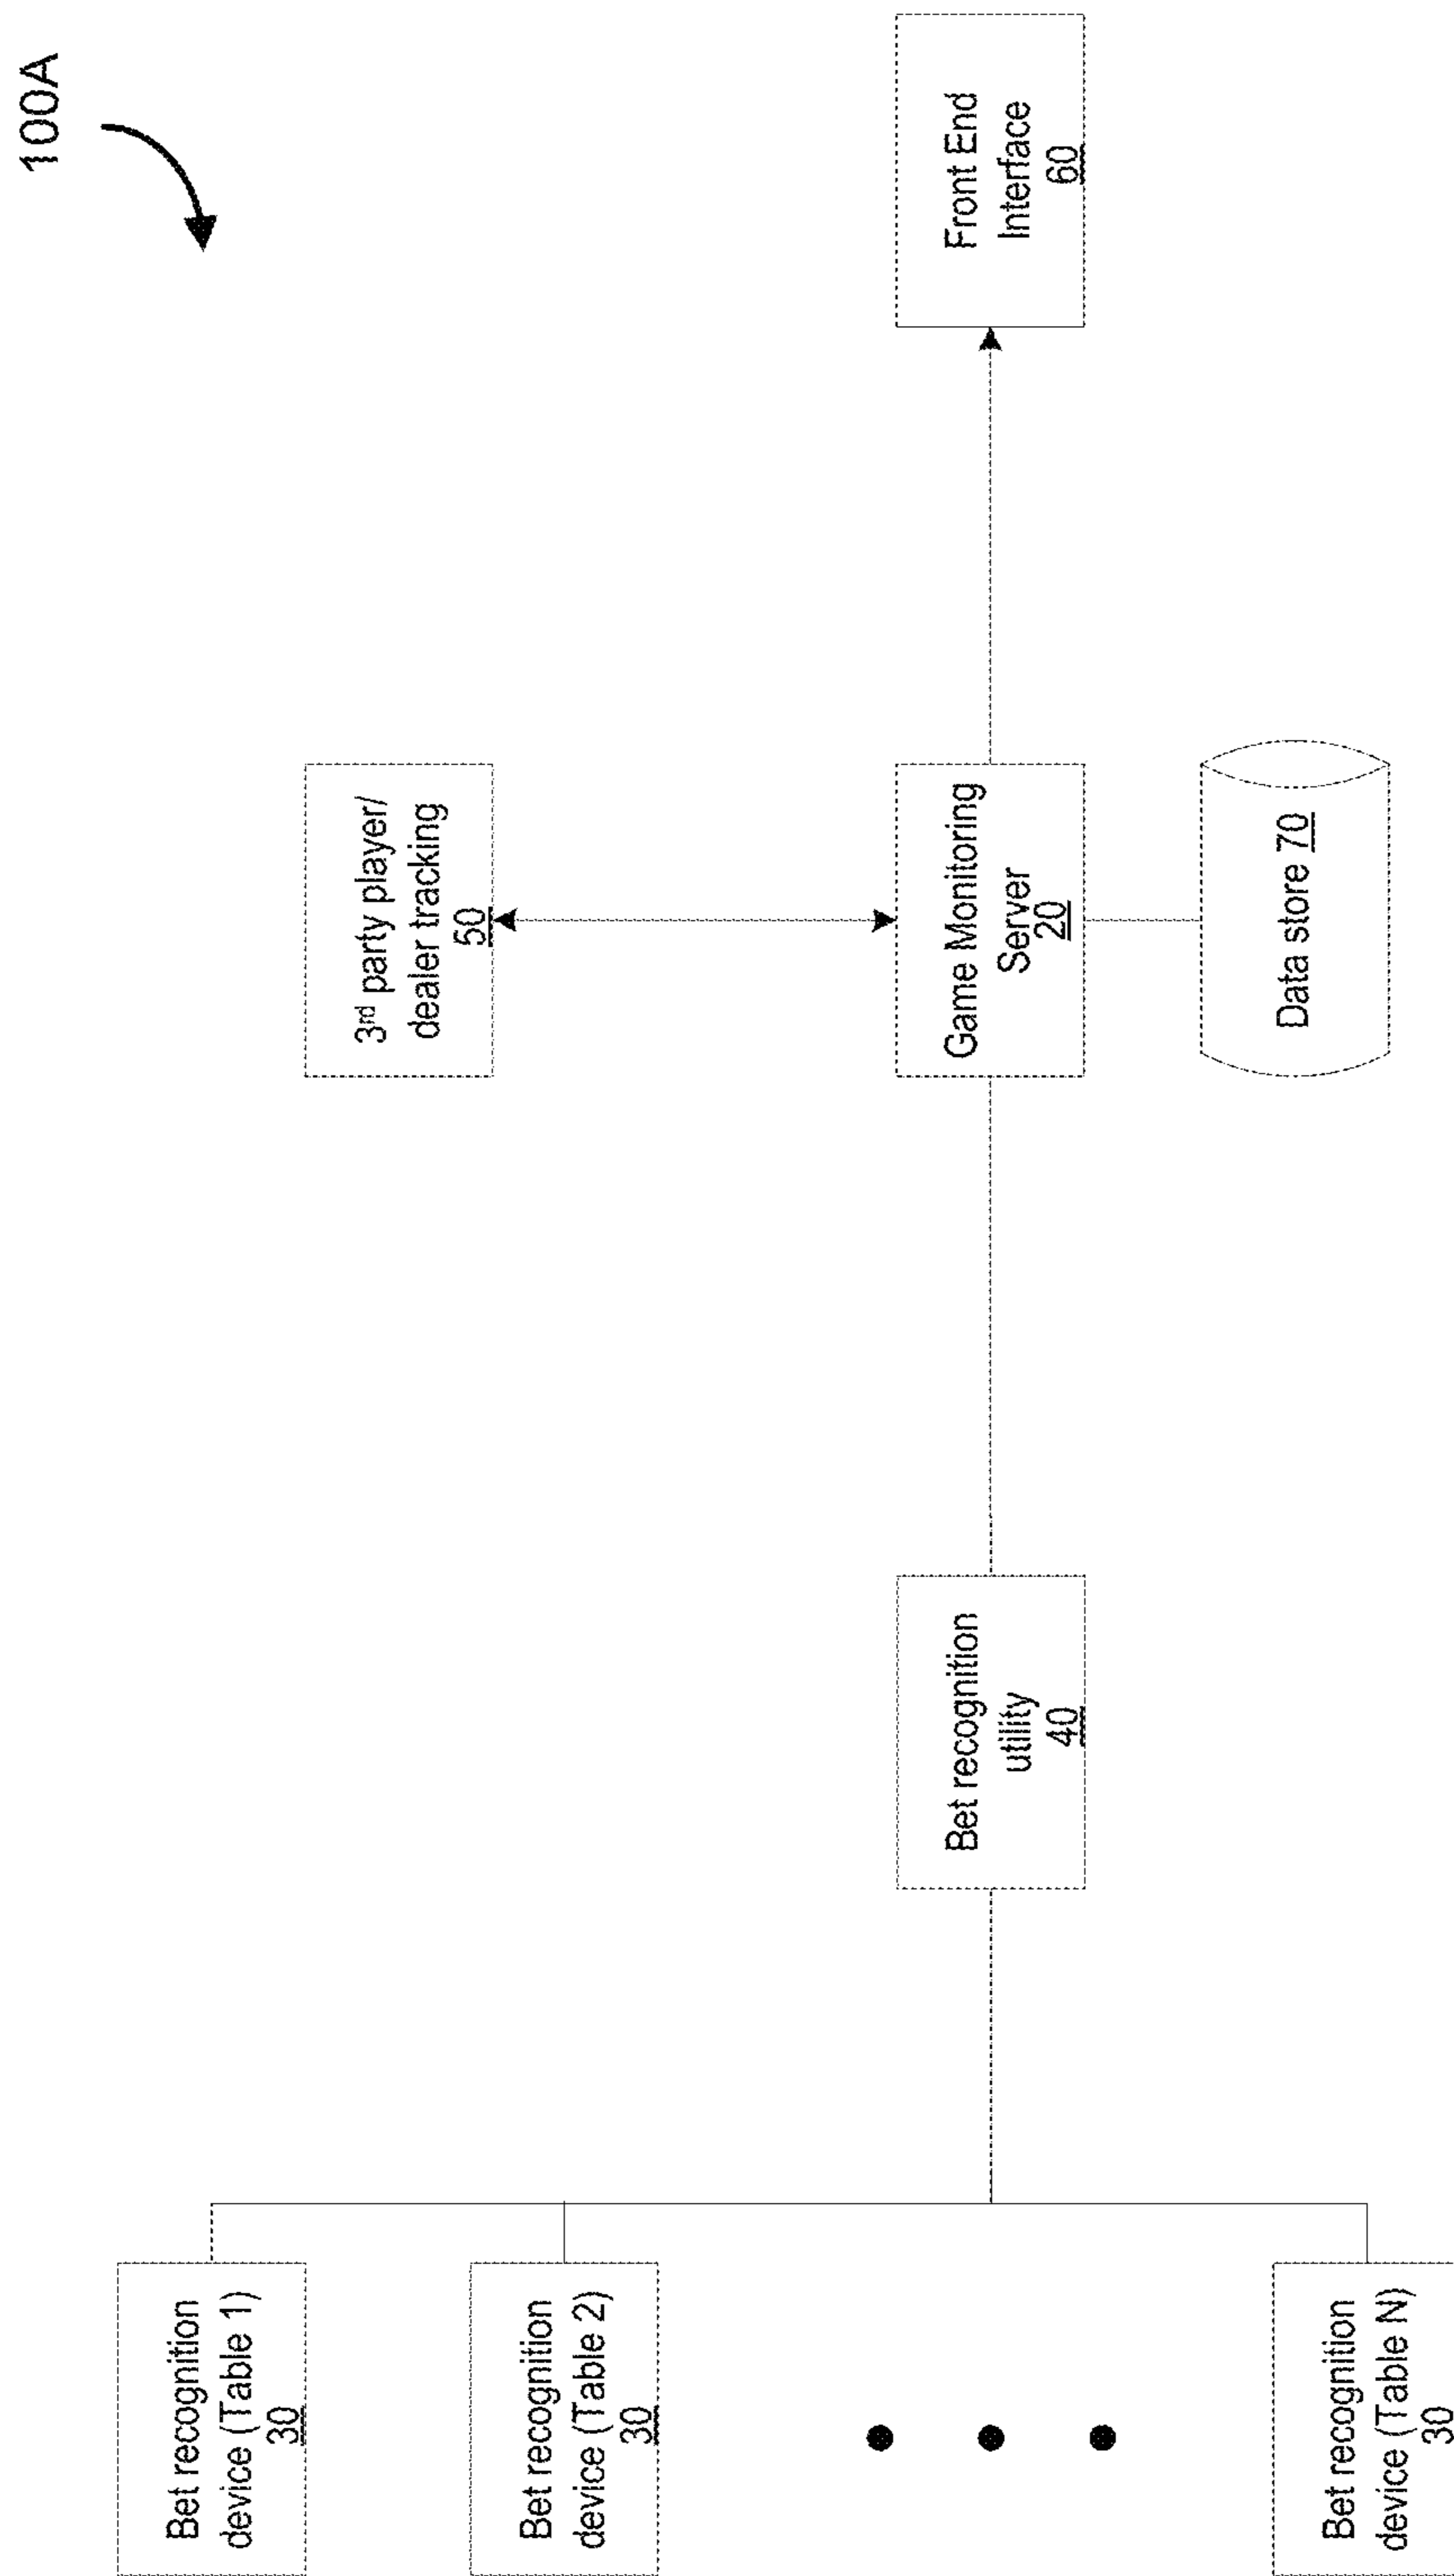 100A
Bet recognition
device (Table 1)
30
Bet recognition
device (Table 2)
30
Bet recognition
device (Table N)
30
Bet recognition
utility
40
3rd party player/
dealer tracking
50
Game Monitoring
Server
20
Data store 70
Front End
Interface
60